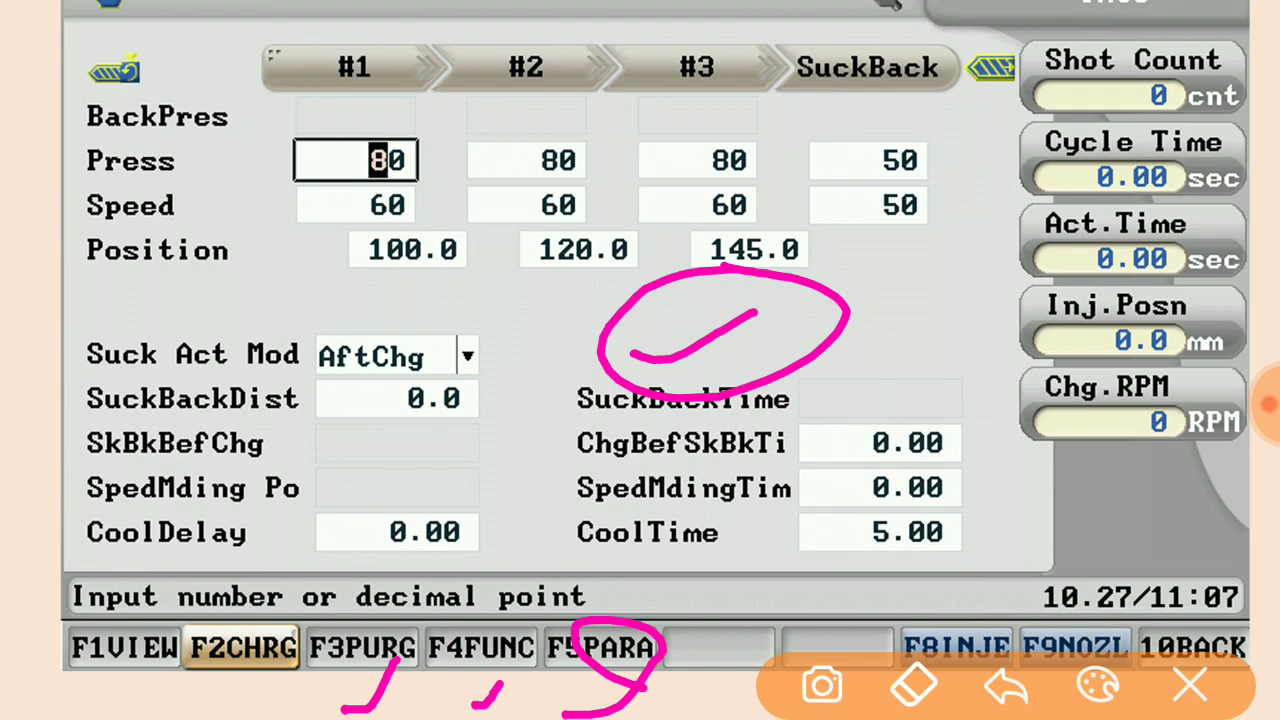 #1 #2 #3 SuckBack
Shot Count
0 cnt
BackPres
Press 80 80 80 50
Cycle Time
0.00 sec
Speed 60 60 60 50
Act.Time
0.00 sec
Position 100.0 120.0 145.0
Inj.Posn
0.0 mm
Suck Act Mod AftChg
Chg.RPM
0 RPM
SuckBackDist 0.0 SuckBackTime
SkBkBefChg ChgBefSkBkTi 0.00
SpedMding Po SpedMdingTim 0.00
CoolDelay 0.00 CoolTime 5.00
Input number or decimal point 10.27/11:07
F1VIEW F2CHRG F3PURG F4FUNC F5PARA F8INJE F9NOZL 10BACK